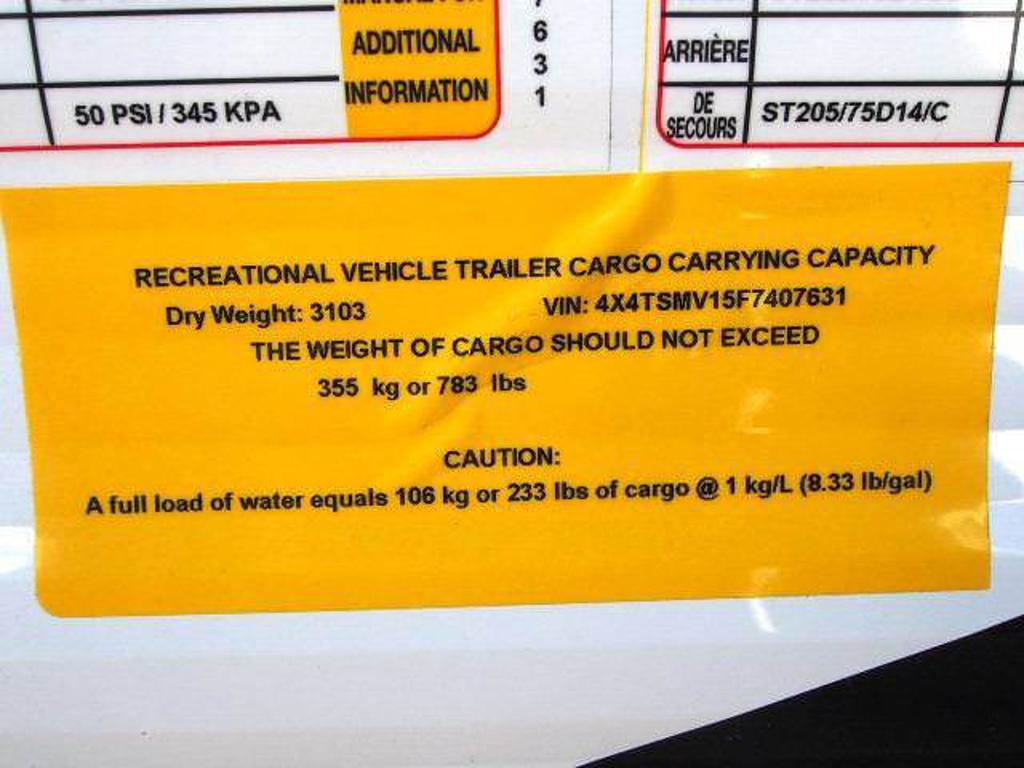 ADDITIONAL
INFORMATION
50 PSI / 345 KPA
6
3
1
ARRIÈRE
DE
SECOURS
ST205/75D14/C
RECREATIONAL VEHICLE TRAILER CARGO CARRYING CAPACITY
Dry Weight: 3103 VIN: 4X4TSMV15F7407631
THE WEIGHT OF CARGO SHOULD NOT EXCEED
355 kg or 783 lbs
CAUTION:
A full load of water equals 106 kg or 233 lbs of cargo @ 1 kg/L (8.33 lb/gal)